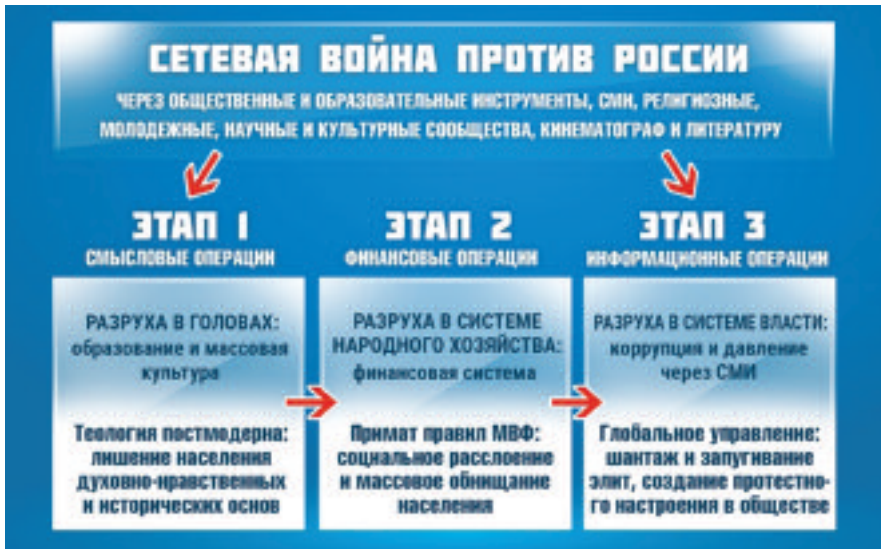 СЕТЕВАЯ ВОЙНА ПРОТИВ РОССИИ
ЧЕРЕЗ ОБЩЕСТВЕННЫЕ И ОБРАЗОВАТЕЛЬНЫЕ ИНСТРУМЕНТЫ, СМИ, РЕЛИГИОЗНЫЕ,
МОЛОДЕЖНЫЕ, НАУЧНЫЕ И КУЛЬТУРНЫЕ СООБЩЕСТВА, КИНЕМАТОГРАФ И ЛИТЕРАТУРУ
ЭТАП 1
СМЫСЛОВЫЕ ОПЕРАЦИИ
РАЗРУХА В ГОЛОВАХ:
образование и массовая
культура
Теология постмодерна:
лишение населения
духовно-нравственных
и исторических основ
ЭТАП 2
ФИНАНСОВЫЕ ОПЕРАЦИИ
РАЗРУХА В СИСТЕМЕ
НАРОДНОГО ХОЗЯЙСТВА:
финансовая система
Примат правил МВФ:
социальное расслоение
и массовое обнищание
населения
ЭТАП 3
ИНФОРМАЦИОННЫЕ ОПЕРАЦИИ
РАЗРУХА В СИСТЕМЕ ВЛАСТИ:
коррупция и давление
через СМИ
Глобальное управление:
шантаж и запугивание
элит, создание протестно-
го настроения в обществе